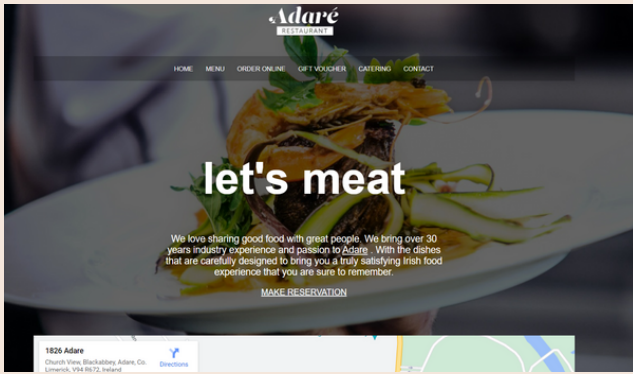 Adaré
RESTAURANT
HOME MENU ORDER ONLINE GIFT VOUCHER CATERING CONTACT
let's meat
We love sharing good food with great people. We bring over 30
years industry experience and passion to Adare . With the dishes
that are carefully designed to bring you a truly satisfying Irish food
experience that you are sure to remember.
MAKE RESERVATION
1826 Adare
Church View, Blackabbey, Adare, Co.
Limerick, V94 R672, Ireland
Directions